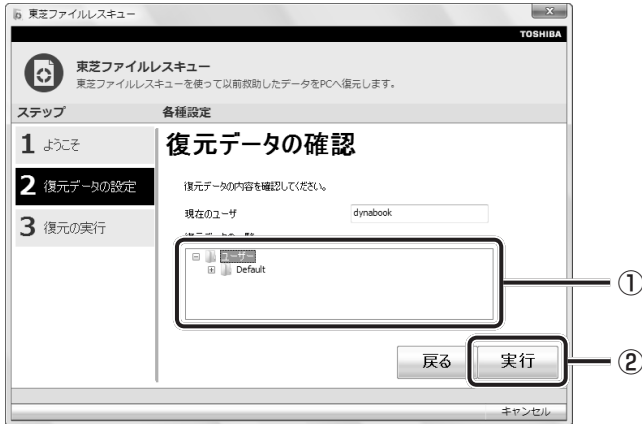 東芝ファイルレスキュー
TOSHIBA
東芝ファイルレスキュー
東芝ファイルレスキューを使って以前救助したデータをPCへ復元します。
ステップ
各種設定
1 ようこそ
2 復元データの設定
3 復元の実行
復元データの確認
復元データの内容を確認してください。
現在のユーザ
dynabook
ユーザー
Default
①
戻る
実行
②
キャンセル